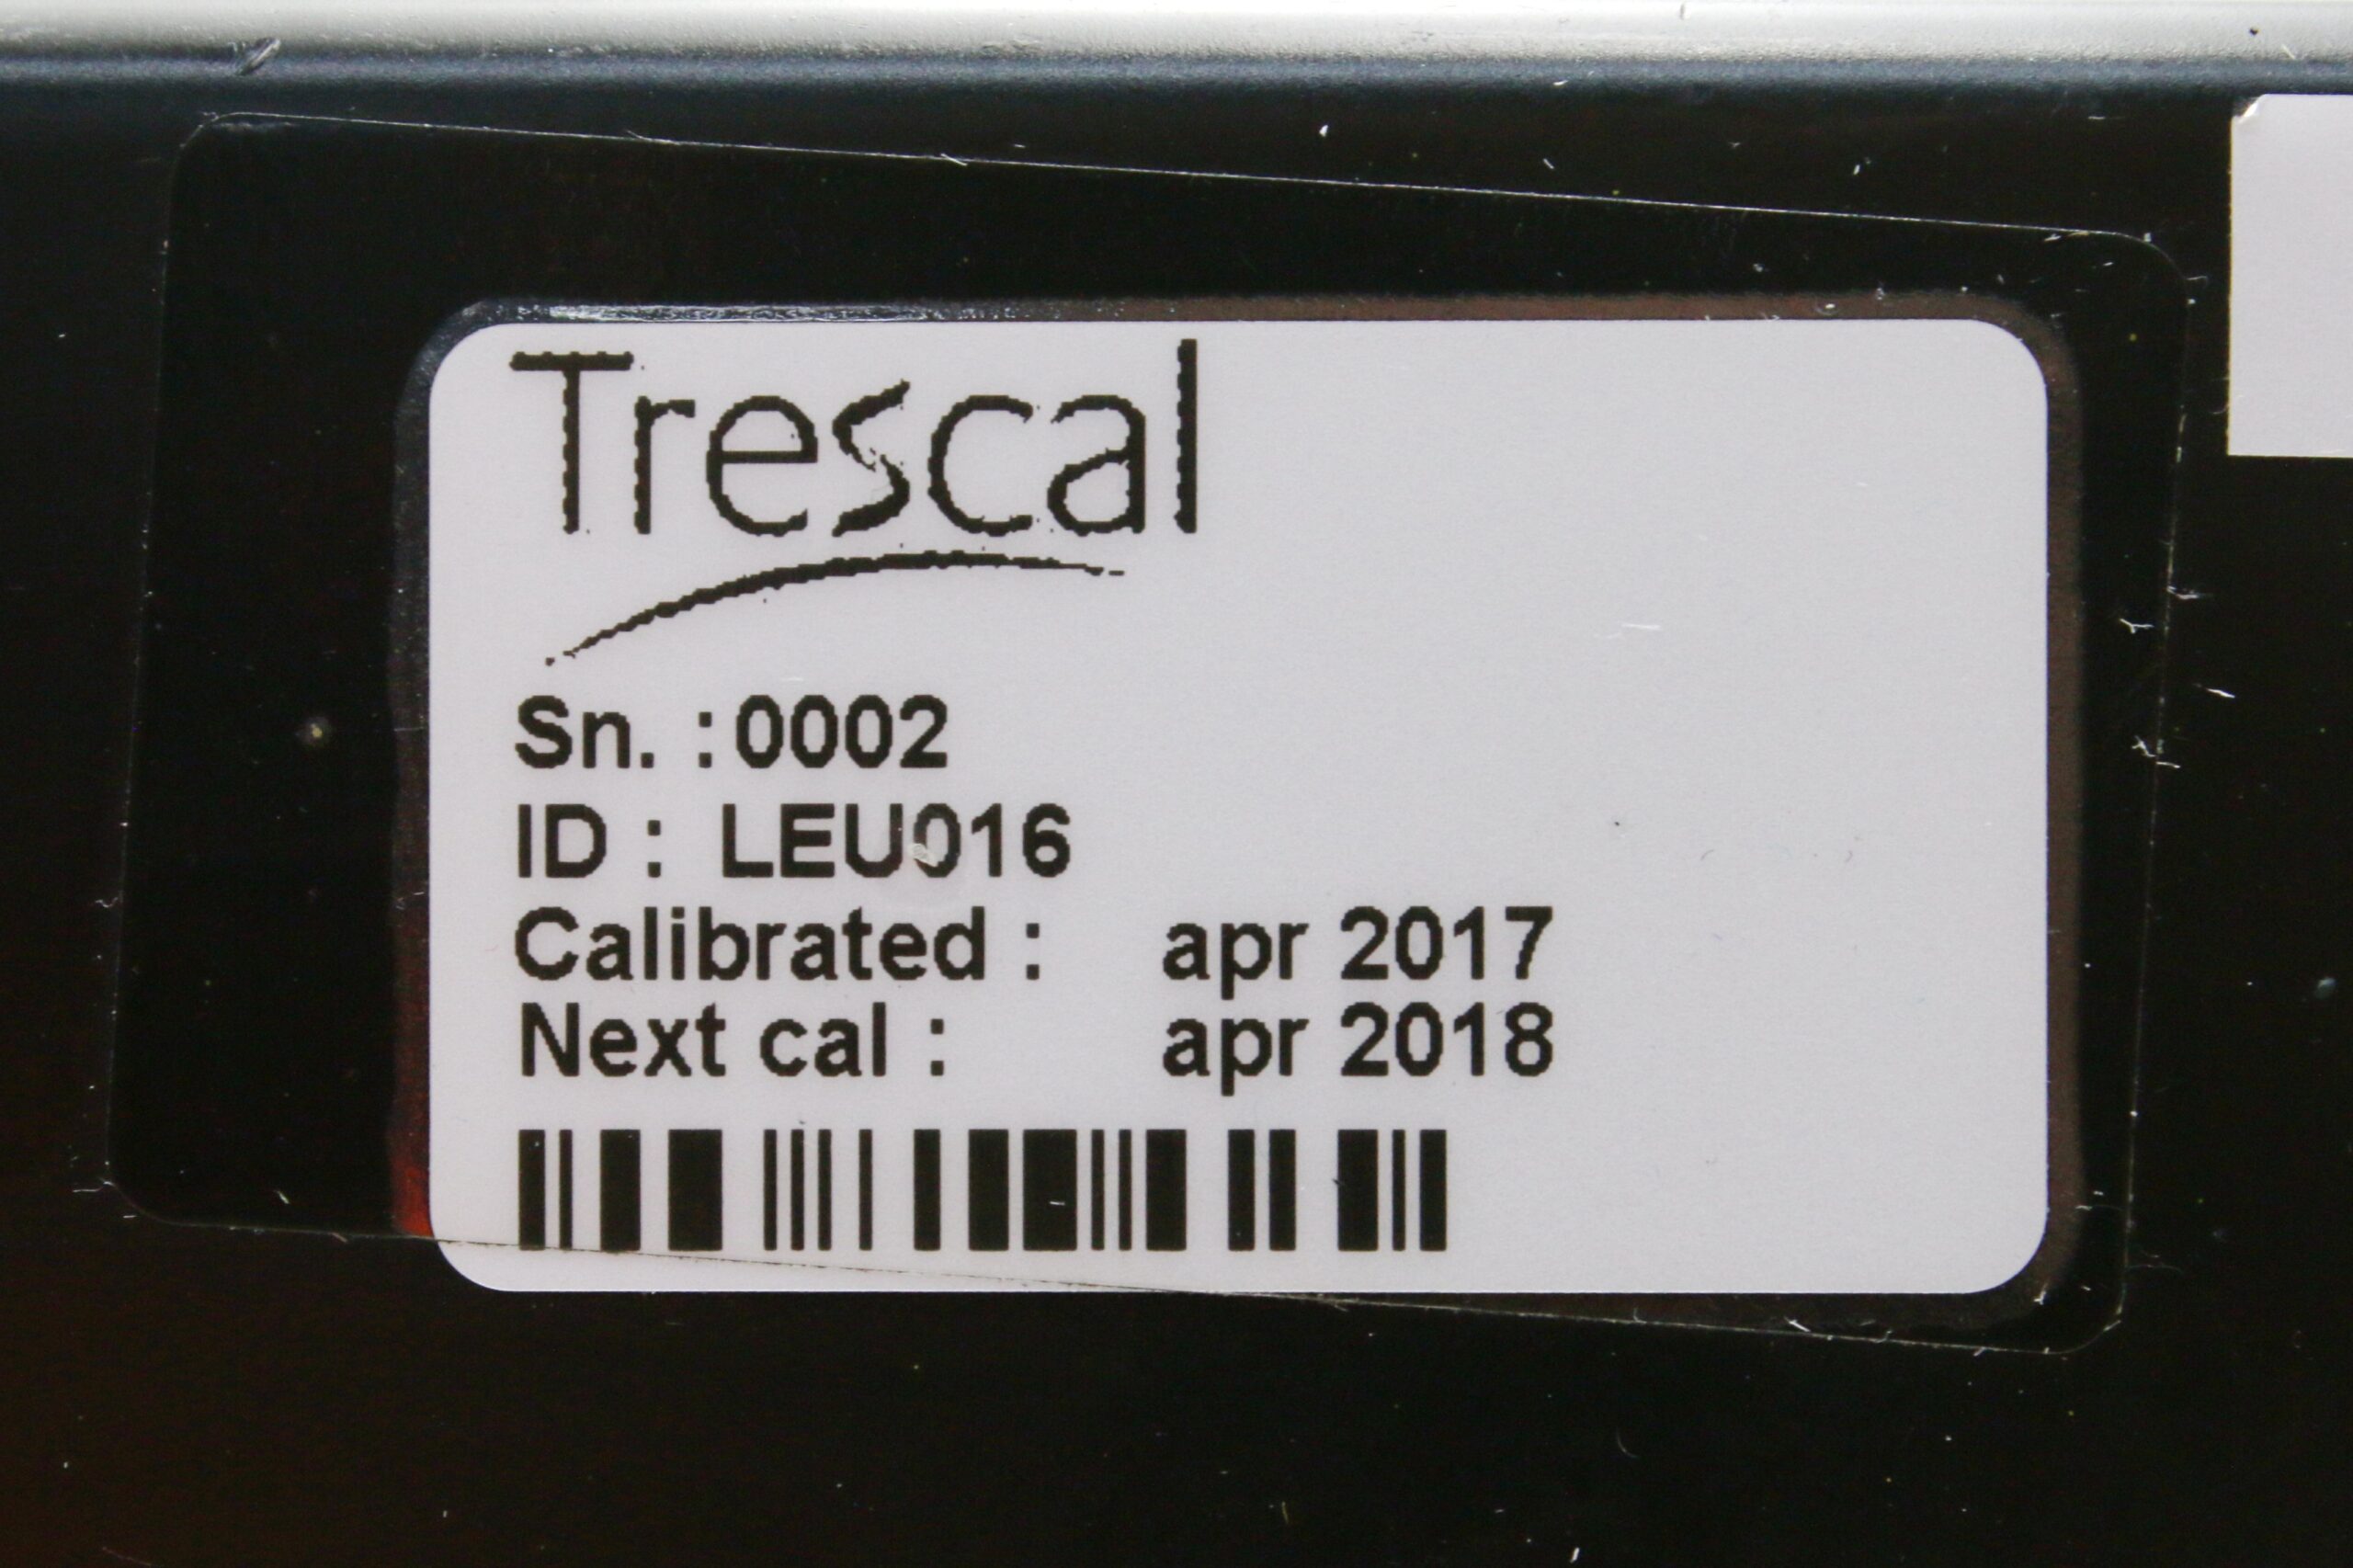 Trescal
Sn. :0002
ID : LEU016
Calibrated : apr 2017
Next cal : apr 2018